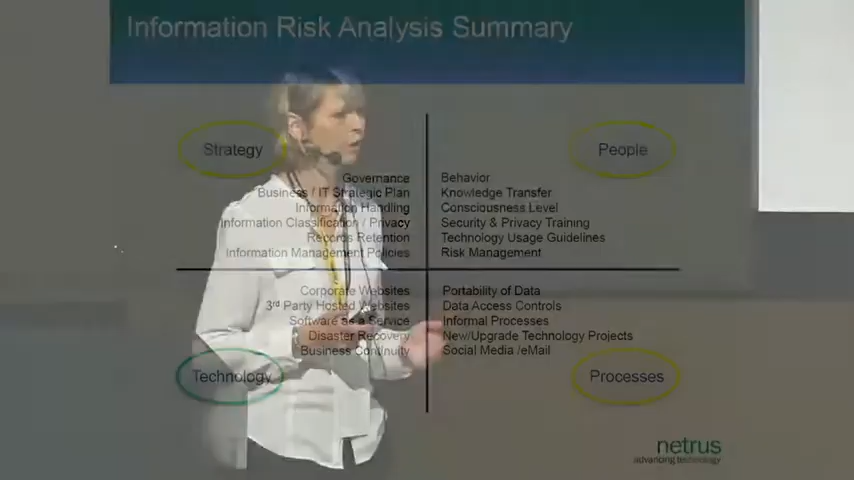 Information Risk Analysis Summary
Strategy
People
Governance
Business / IT Strategic Plan
Information Handling
Information Classification / Privacy
Records Retention
Information Management Policies
Behavior
Knowledge Transfer
Consciousness Level
Security & Privacy Training
Technology Usage Guidelines
Risk Management
Corporate Websites
3rd Party Hosted Websites
Software as a Service
Disaster Recovery
Business Continuity
Portability of Data
Data Access Controls
Informal Processes
New/Upgrade Technology Projects
Social Media /eMail
Technology
Processes
netrus
advancing technology